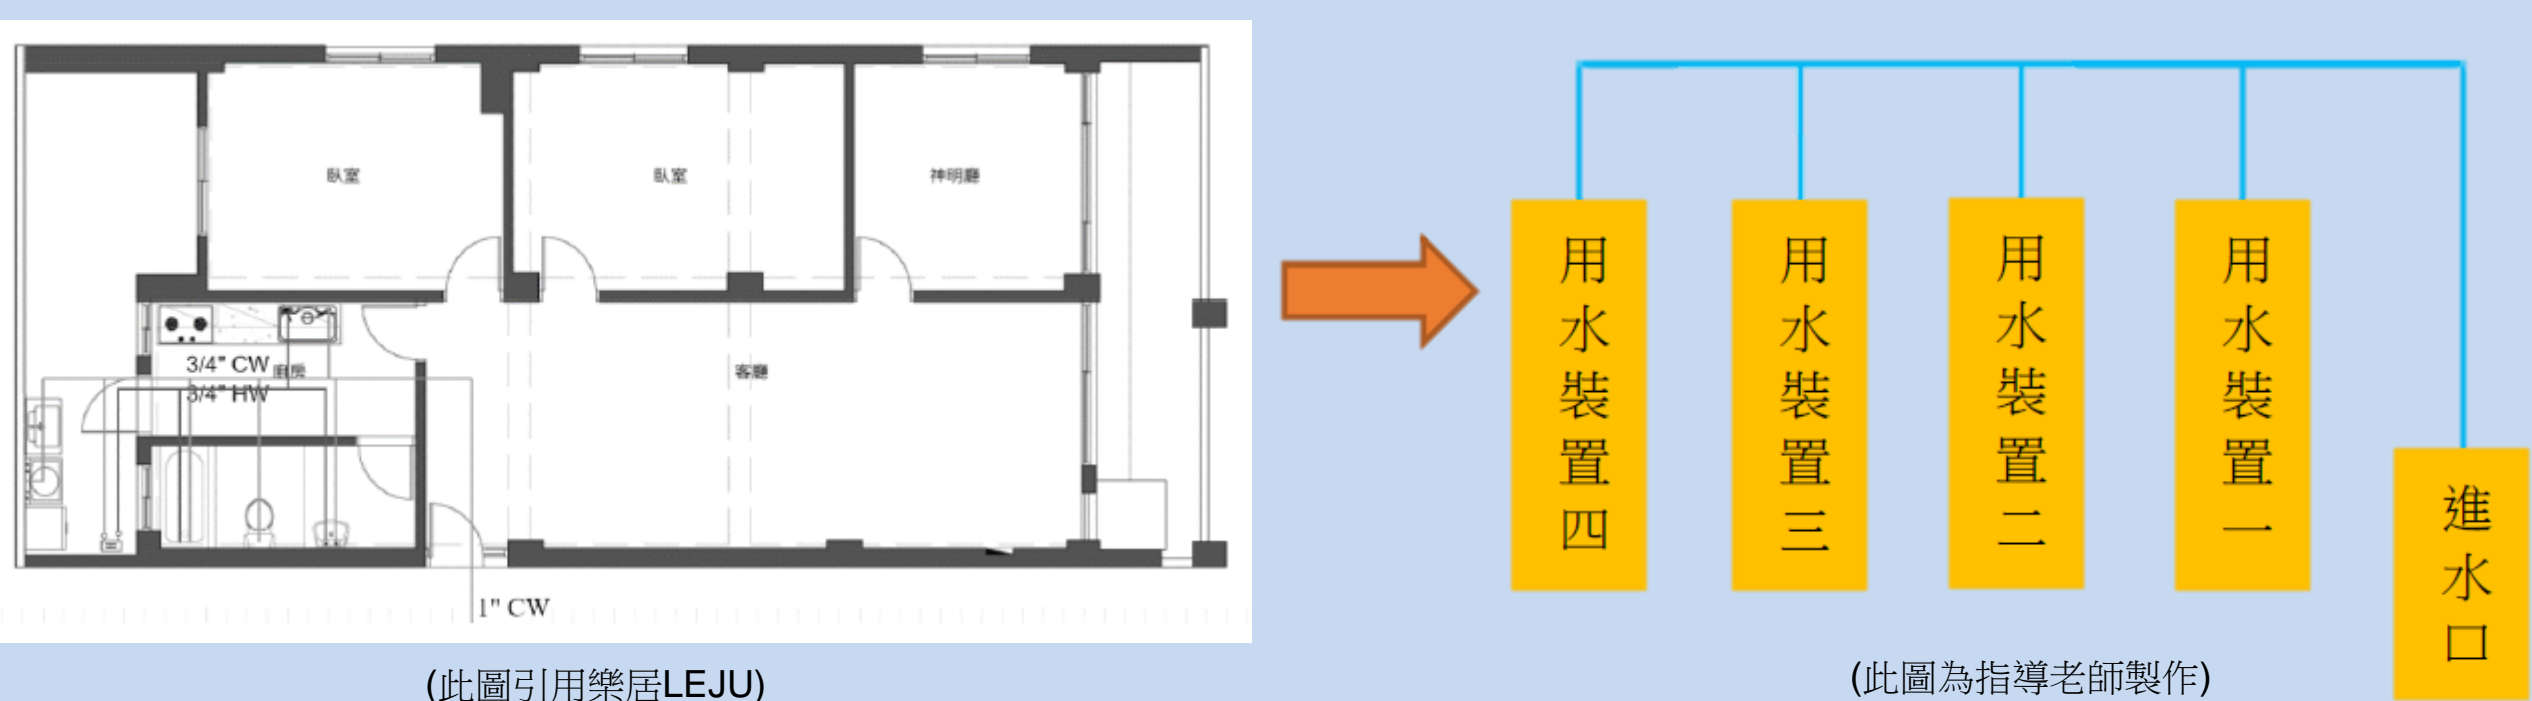 臥室
臥室
神明廳
3/4" CW
廚房
3/4" HW
客廳
1" CW
(此圖引用樂居LEJU)
用水裝置四
用水裝置三
用水裝置二
用水裝置一
進水口
(此圖為指導老師製作)